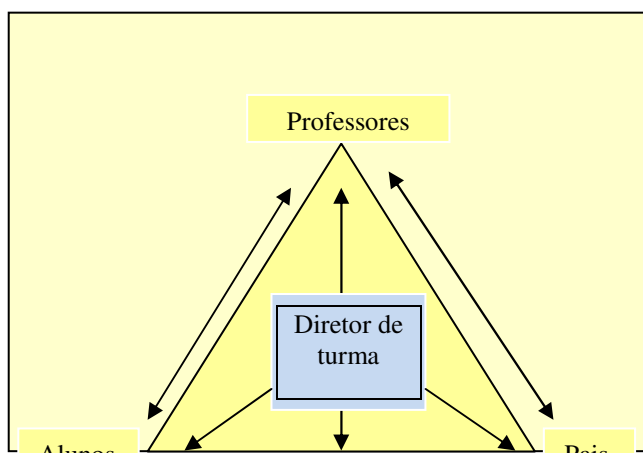 Professores
Diretor de
turma
Alunos
Pais